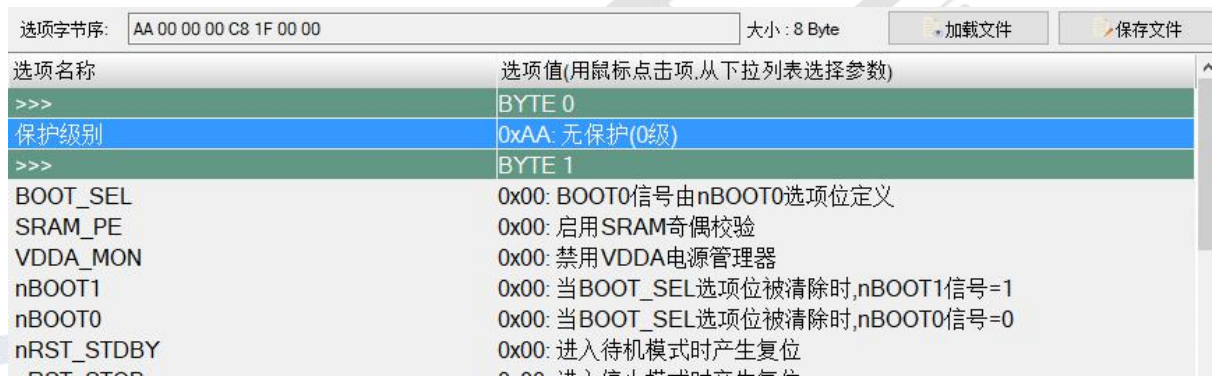 选项字节序: AA 00 00 00 C8 1F 00 00 大小 : 8 Byte 加载文件 保存文件
选项名称 选项值(用鼠标点击项,从下拉列表选择参数)
>>> BYTE 0
保护级别 0xAA: 无保护(0级)
>>> BYTE 1
BOOT_SEL 0x00: BOOT0信号由nBOOT0选项位定义
SRAM_PE 0x00: 启用SRAM奇偶校验
VDDA_MON 0x00: 禁用VDDA电源管理器
nBOOT1 0x00: 当BOOT_SEL选项位被清除时,nBOOT1信号=1
nBOOT0 0x00: 当BOOT_SEL选项位被清除时,nBOOT0信号=0
nRST_STDBY 0x00: 进入待机模式时产生复位